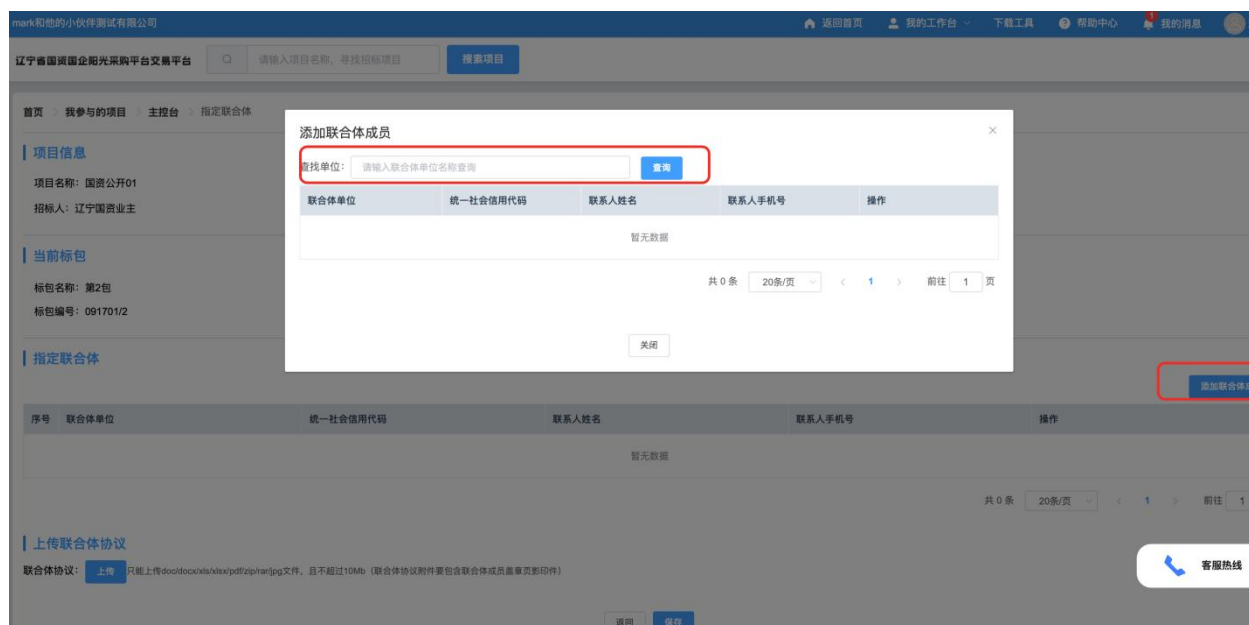 mark和他的小伙伴测试有限公司 返回首页 我的工作台 下载工具 帮助中心 1 我的消息
辽宁省国资国企阳光采购平台交易平台 请输入项目名称，寻找招标项目 搜索项目
首页 我参与的项目 主控台 指定联合体
添加联合体成员
项目信息
查找单位： 请输入联合体单位名称查询 查询
项目名称：国资公开01
联合体单位 统一社会信用代码 联系人姓名 联系人手机号 操作
招标人：辽宁国资业主
暂无数据
当前标包
标包名称：第2包
共 0 条 20条/页 1 前往 1 页
标包编号：091701/2
关闭
指定联合体
添加联合体
序号 联合体单位 统一社会信用代码 联系人姓名 联系人手机号 操作
暂无数据
共 0 条 20条/页 1 前往 1
上传联合体协议
联合体协议： 上传 只能上传doc/docx/xls/xlsx/pdf/zip/rar/jpg文件，且不超过10Mb（联合体协议附件要包含联合体成员盖章页影印件）
客服热线
返回 保存